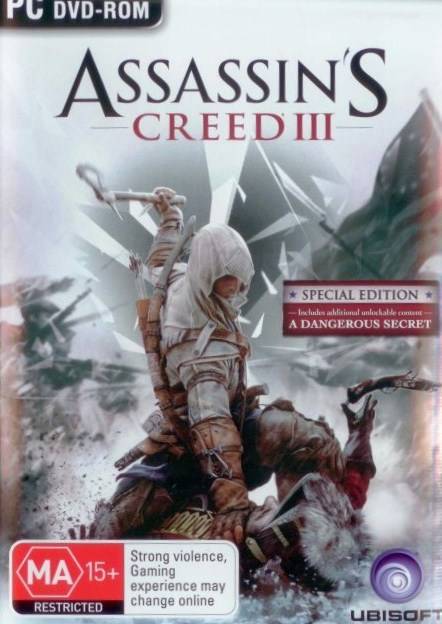 PC DVD-ROM
ASSASSIN'S
CREED III
SPECIAL EDITION
Includes additional unlockable content
A DANGEROUS SECRET
MA 15+
RESTRICTED
Strong violence,
Gaming
experience may
change online
UBISOFT